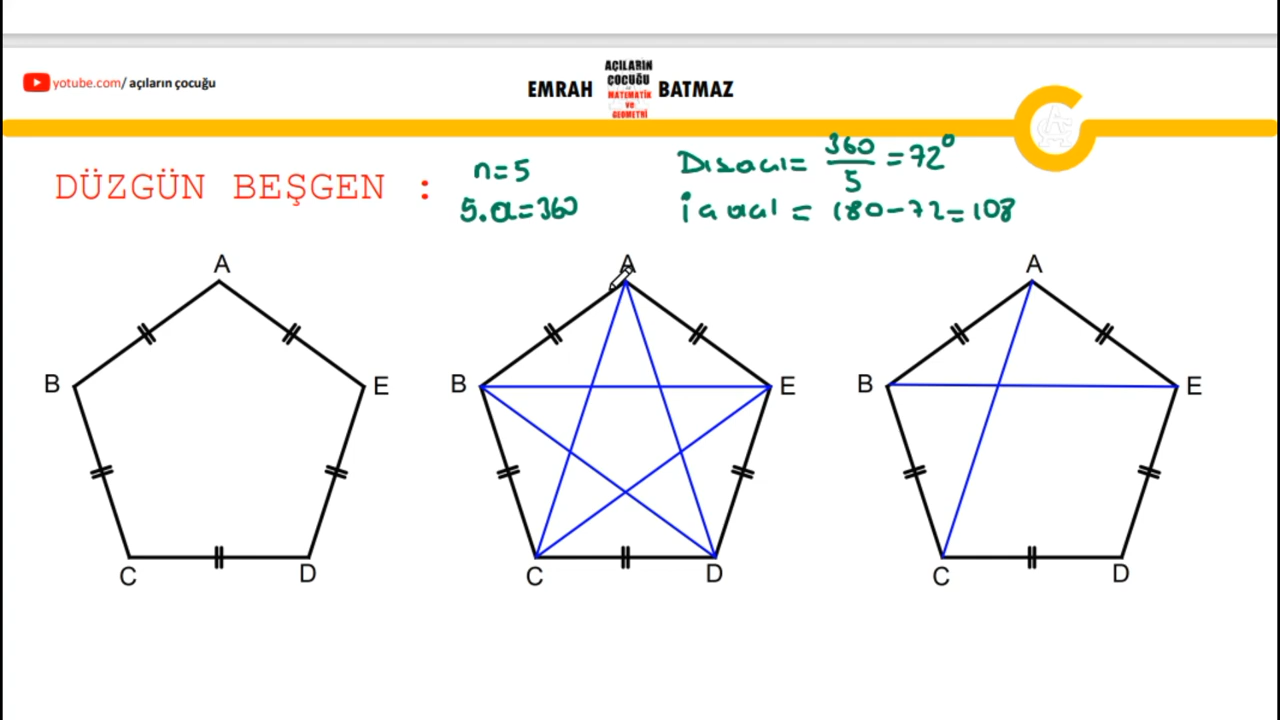 yotube.com/ açıların çocuğu
AÇILARIN
ÇOCUĞU
EMRAH BATMAZ
MATEMATİK
ve
GEOMETRİ
DÜZGÜN BEŞGEN :
n=5
5.a=360
Dısacı= 360/5 =72°
= 180-72=108
A
A
A
B
E
B
E
B
E
C
D
C
D
C
D